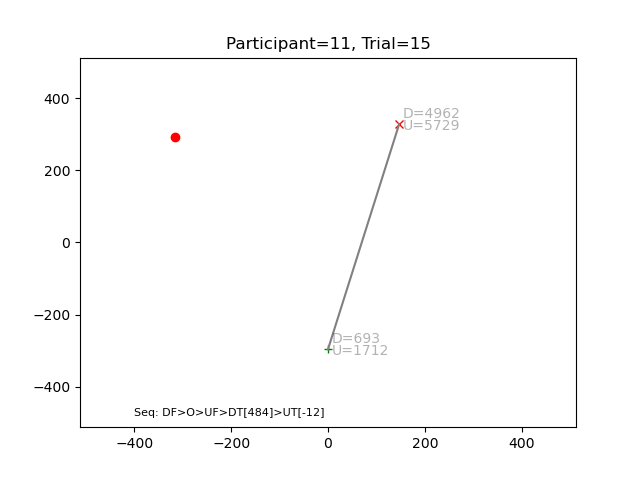 Participant=11, Trial=15
400
200
0
−200
−400
D=4962
U=5729
D=693
U=1712
Seq: DF>O>UF>DT[484]>UT[-12]
−400
−200
0
200
400